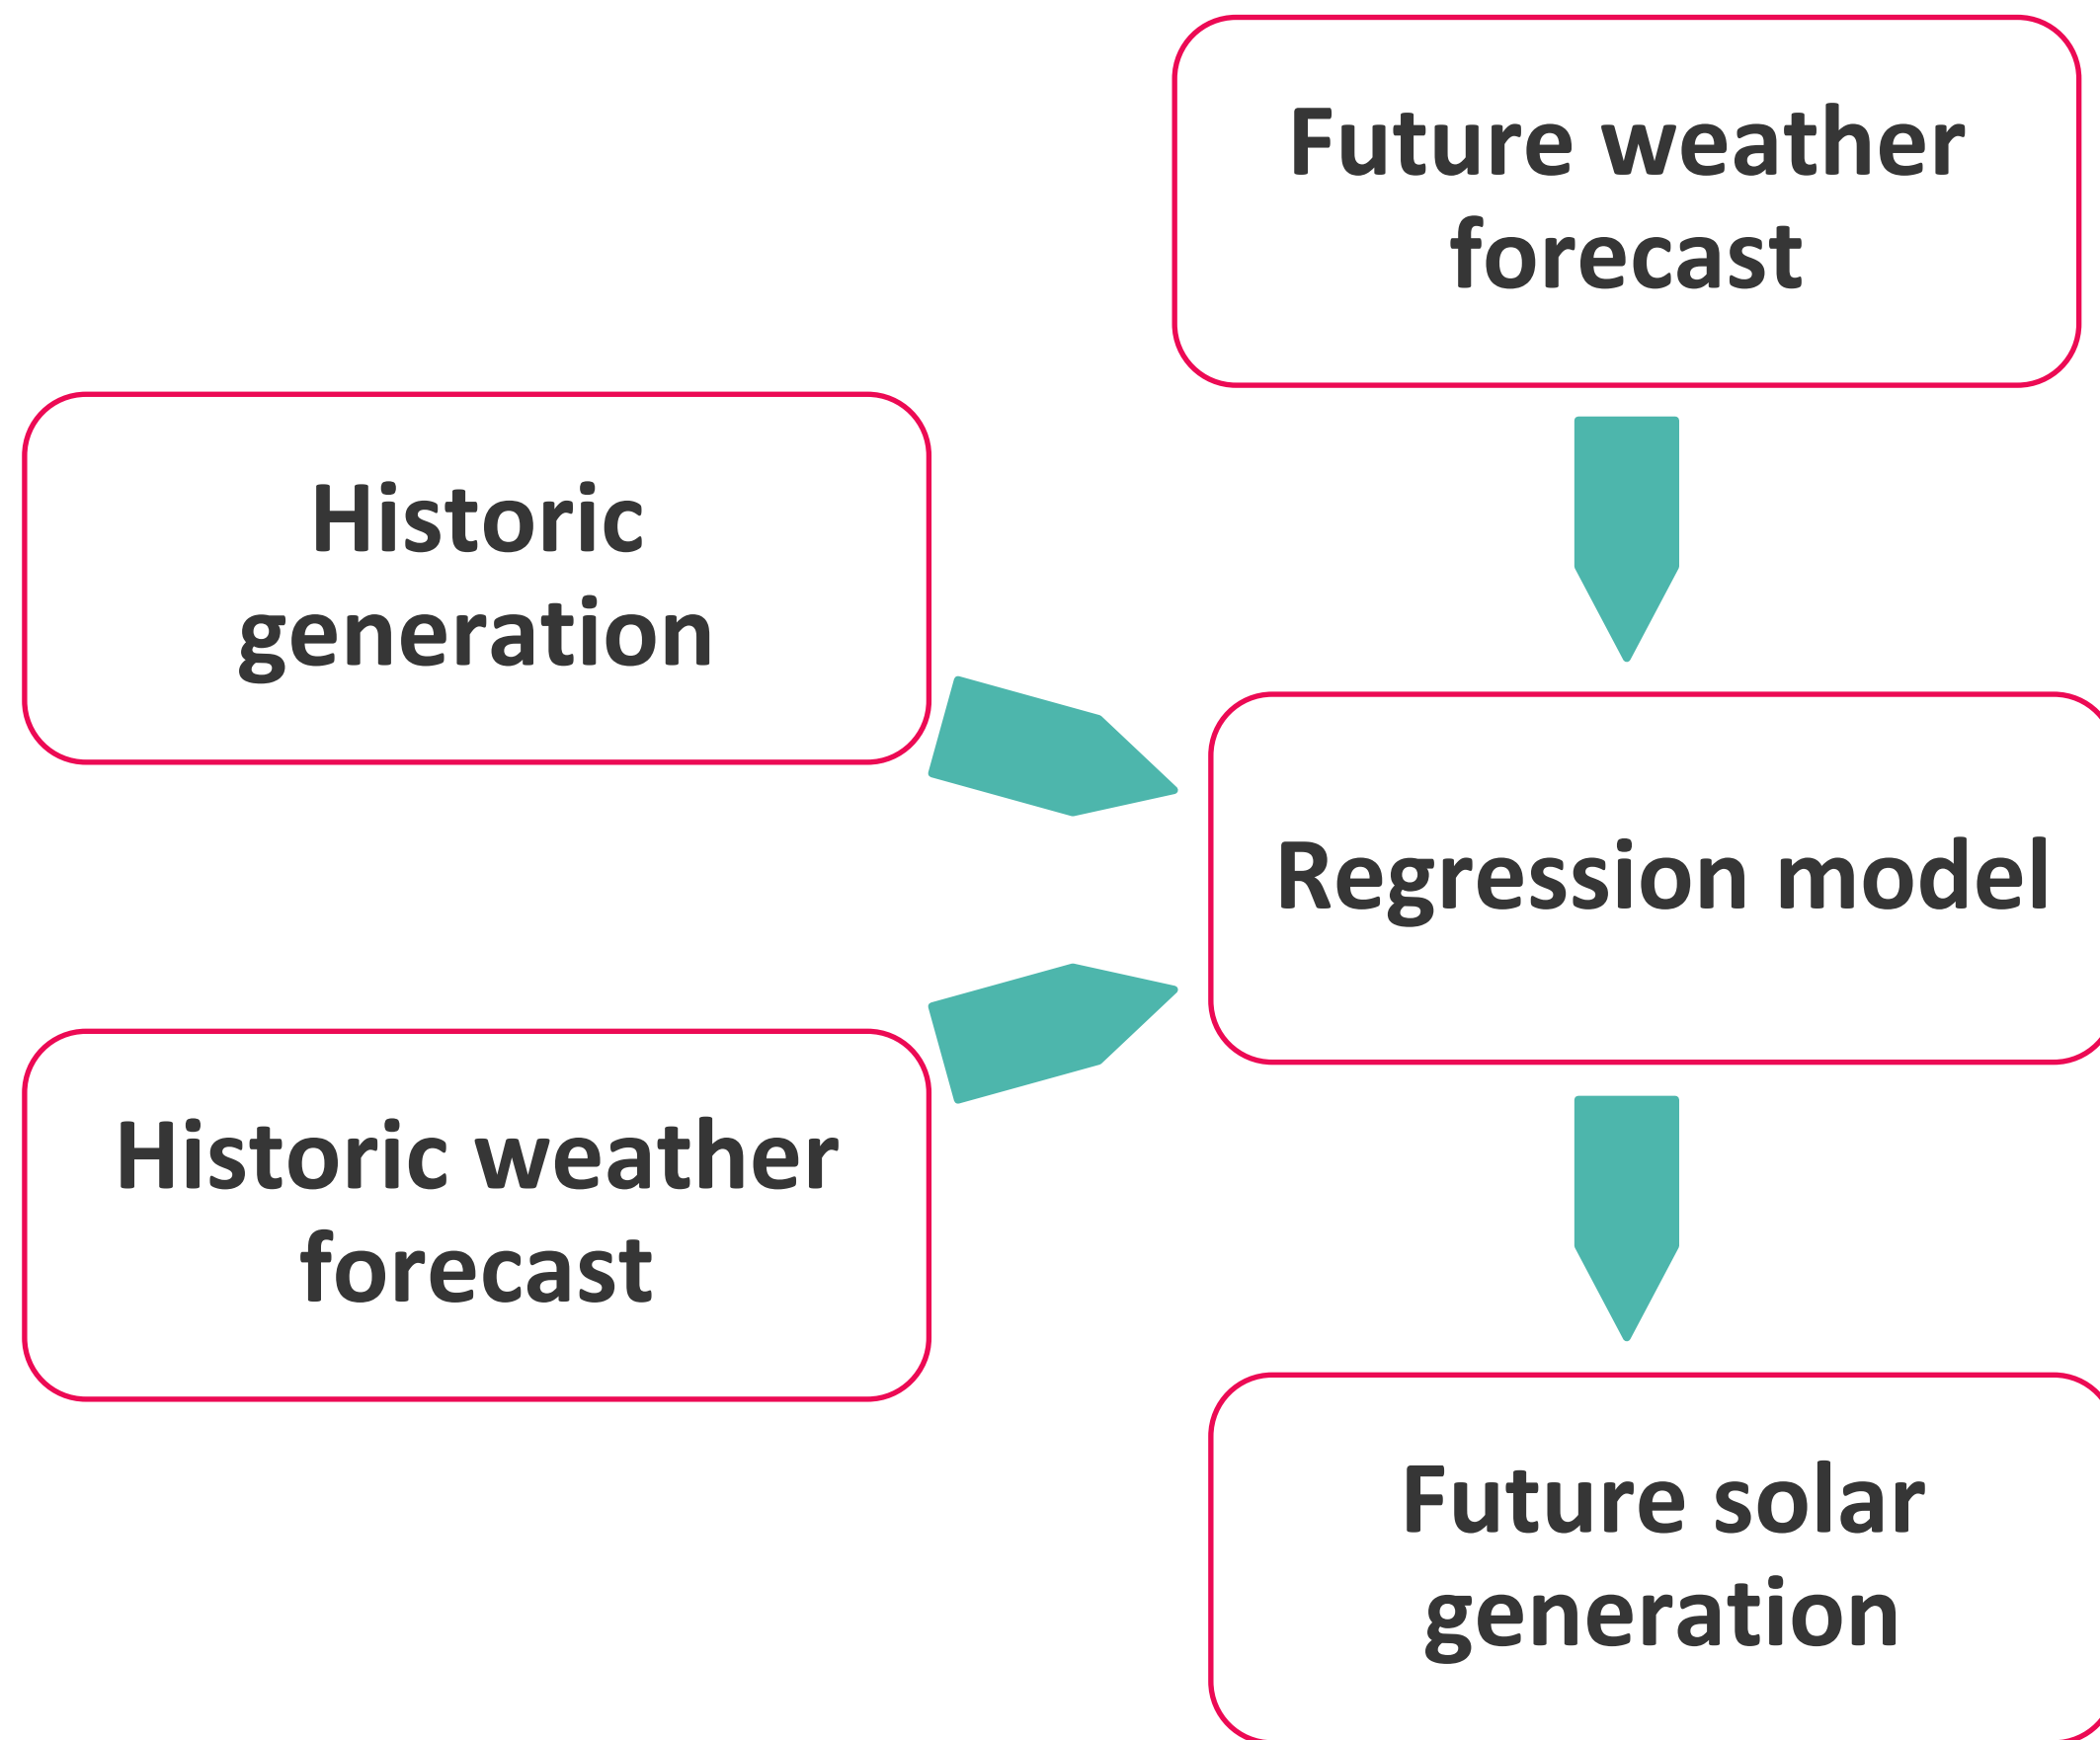 Future weather
forecast
Historic
generation
Regression model
Historic weather
forecast
Future solar
generation